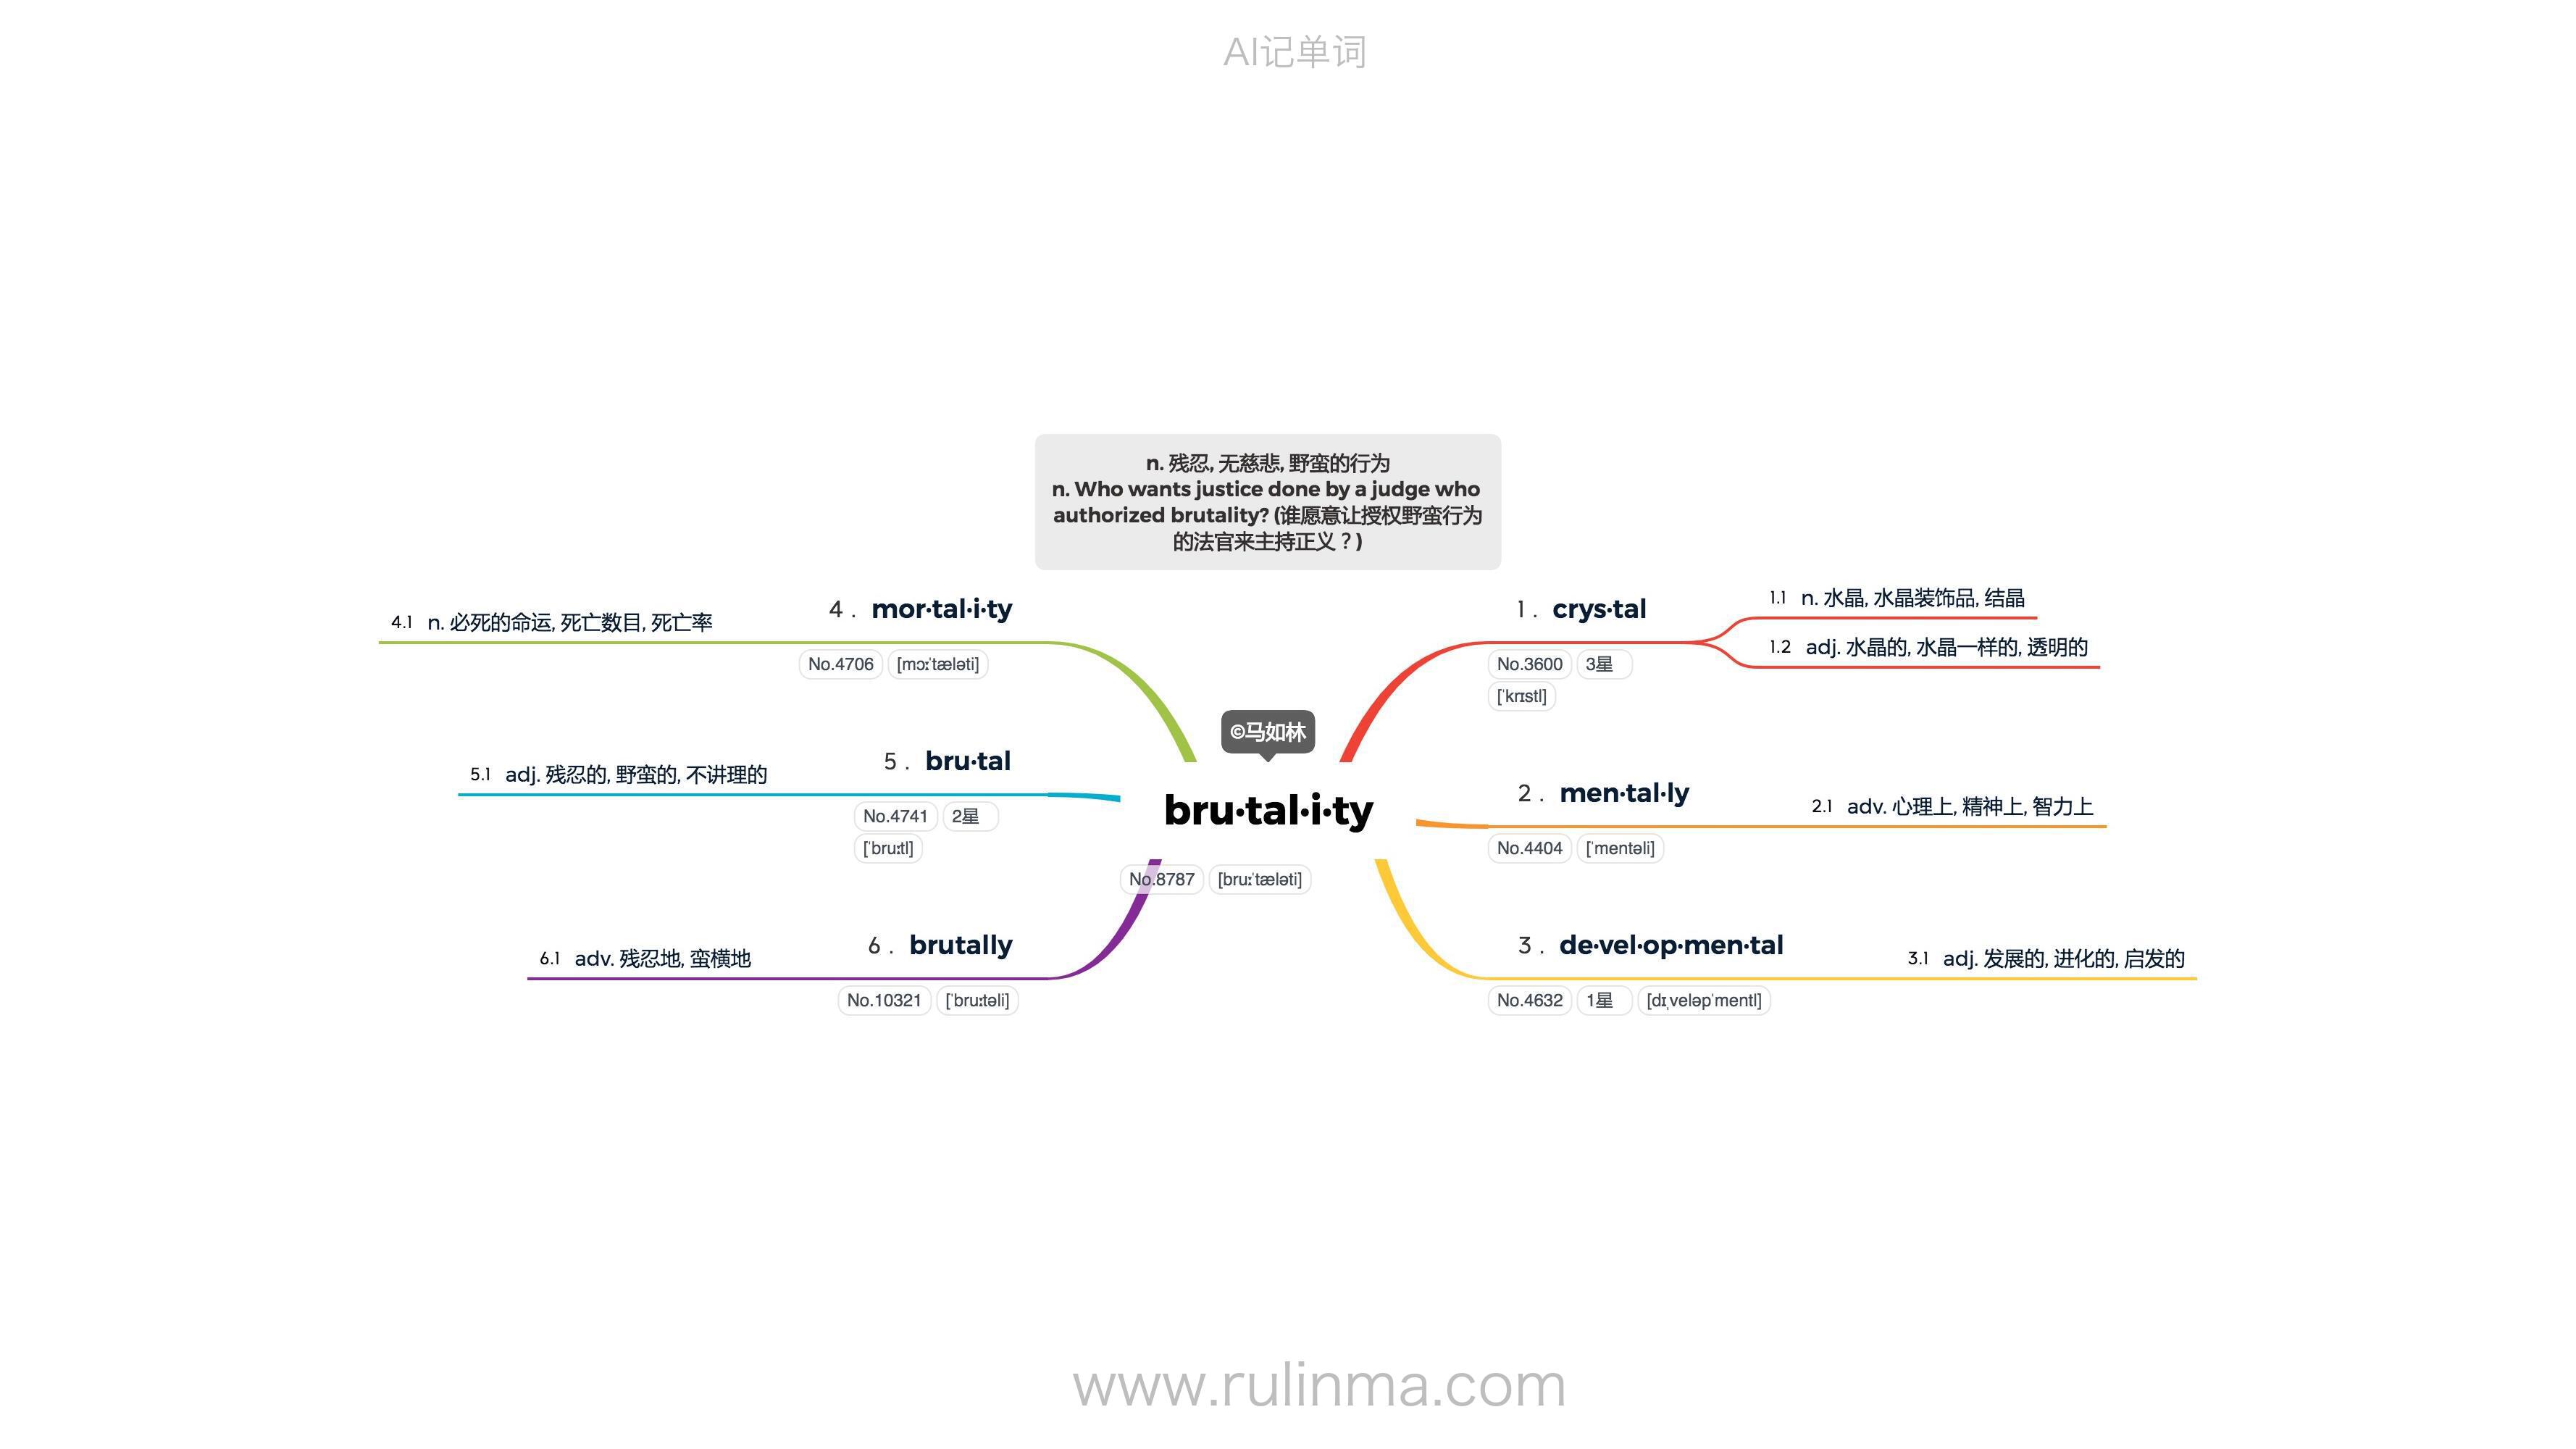 AI记单词
n. 残忍, 无慈悲, 野蛮的行为
n. Who wants justice done by a judge who
authorized brutality? (谁愿意让授权野蛮行为
的法官来主持正义？)
©马如林
bru·tal·i·ty
No.8787 [bruːˈtæləti]
1 . crys·tal
No.3600 3星
[ˈkrɪstl]
1.1 n. 水晶, 水晶装饰品, 结晶
1.2 adj. 水晶的, 水晶一样的, 透明的
2 . men·tal·ly
No.4404 [ˈmentəli]
2.1 adv. 心理上, 精神上, 智力上
3 . de·vel·op·men·tal
No.4632 1星 [dɪˌveləpˈmentl]
3.1 adj. 发展的, 进化的, 启发的
4 . mor·tal·i·ty
No.4706 [mɔːˈtæləti]
4.1 n. 必死的命运, 死亡数目, 死亡率
5 . bru·tal
No.4741 2星
[ˈbruːtl]
5.1 adj. 残忍的, 野蛮的, 不讲理的
6 . brutally
No.10321 [ˈbruːtəli]
6.1 adv. 残忍地, 蛮横地
www.rulinma.com